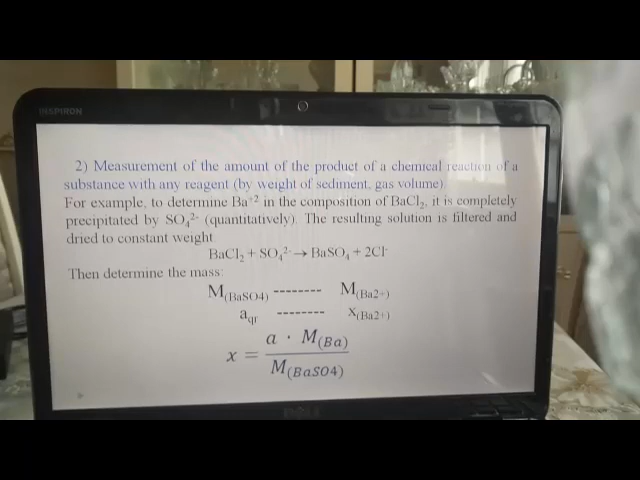 INSPIRON
2) Measurement of the amount of the product of a chemical reaction of a
substance with any reagent (by weight of sediment, gas volume)
For example, to determine Ba⁺² in the composition of BaCl₂, it is completely
precipitated by SO₄²⁻ (quantitatively). The resulting solution is filtered and
dried to constant weight
BaCl₂ + SO₄²⁻ → BaSO₄ + 2Cl⁻
Then determine the mass:
M(BaSO4) -------- M(Ba2+)
a qr -------- x(Ba2+)
x = a · M(Ba) / M(BaSO4)
DELL